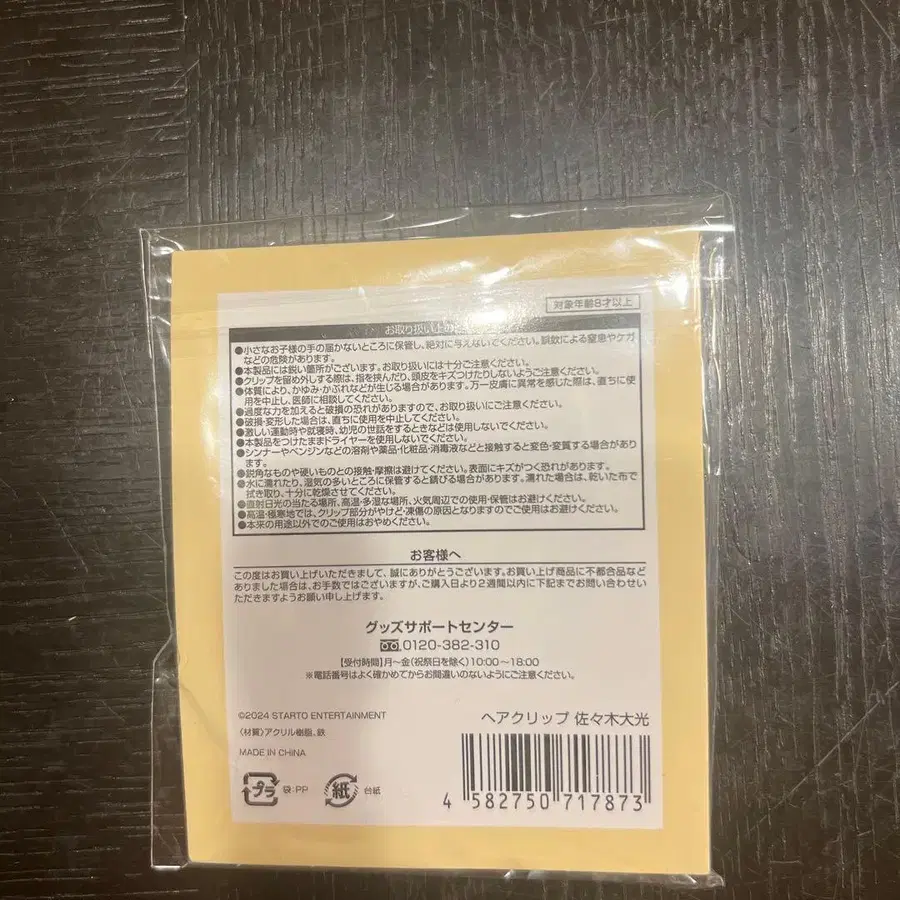 対象年齢8才以上
お取り扱い上の
●小さなお子様の手の届かないところに保管し、絶対に与えないでください。誤飲による窒息やケガ
などの危険があります。
●本製品には鋭い箇所がございます。お取り扱いには十分ご注意ください。
●クリップを留め外しする際は、指を挟んだり、頭皮をキズつけたりしないようご注意ください。
●体質により、かゆみ・かぶれなどが生じる場合があります。万一皮膚に異常を感じた際は、直ちに使
用を中止し、医師に相談してください。
●過度な力を加えると破損の恐れがありますので、お取り扱いにご注意ください。
●破損・変形した場合は、直ちに使用を中止してください。
●激しい運動時や就寝時、幼児の世話をするときなどは使用しないでください。
●本製品をつけたままドライヤーを使用しないでください。
●シンナーやベンジンなどの溶剤や薬品・化粧品・消毒液などと接触すると変色・変質する場合があり
ます。
●鋭角なものや硬いものとの接触・摩擦は避けてください。表面にキズがつく恐れがあります。
●水に濡れたり、湿気の多いところに保管すると錆びる場合があります。濡れた場合は、乾いた布で
拭き取り、十分に乾燥させてください。
●直射日光の当たる場所、高温・多湿な場所、火気周辺での使用・保管はお避けください。
●高温・極寒地では、クリップ部分がやけど・凍傷の原因となりますのでご使用はお避けください。
●本来の用途以外でのご使用はおやめください。
お客様へ
この度はお買い上げいただきまして、誠にありがとうございます。お買い上げ商品に不都合品など
ありました場合は、お手数ではございますが、ご購入日より2週間以内に下記までお問い合わせい
ただきますようお願い申し上げます。
グッズサポートセンター
0120-382-310
【受付時間】月〜金(祝祭日を除く)10:00〜18:00
※電話番号はよく確かめてからお間違いのないようにご注意ください。
©2024 STARTO ENTERTAINMENT
〈材質〉アクリル樹脂、鉄
MADE IN CHINA
ヘアクリップ 佐々木大光
プラ 袋:PP 紙 台紙
4 582750 717873